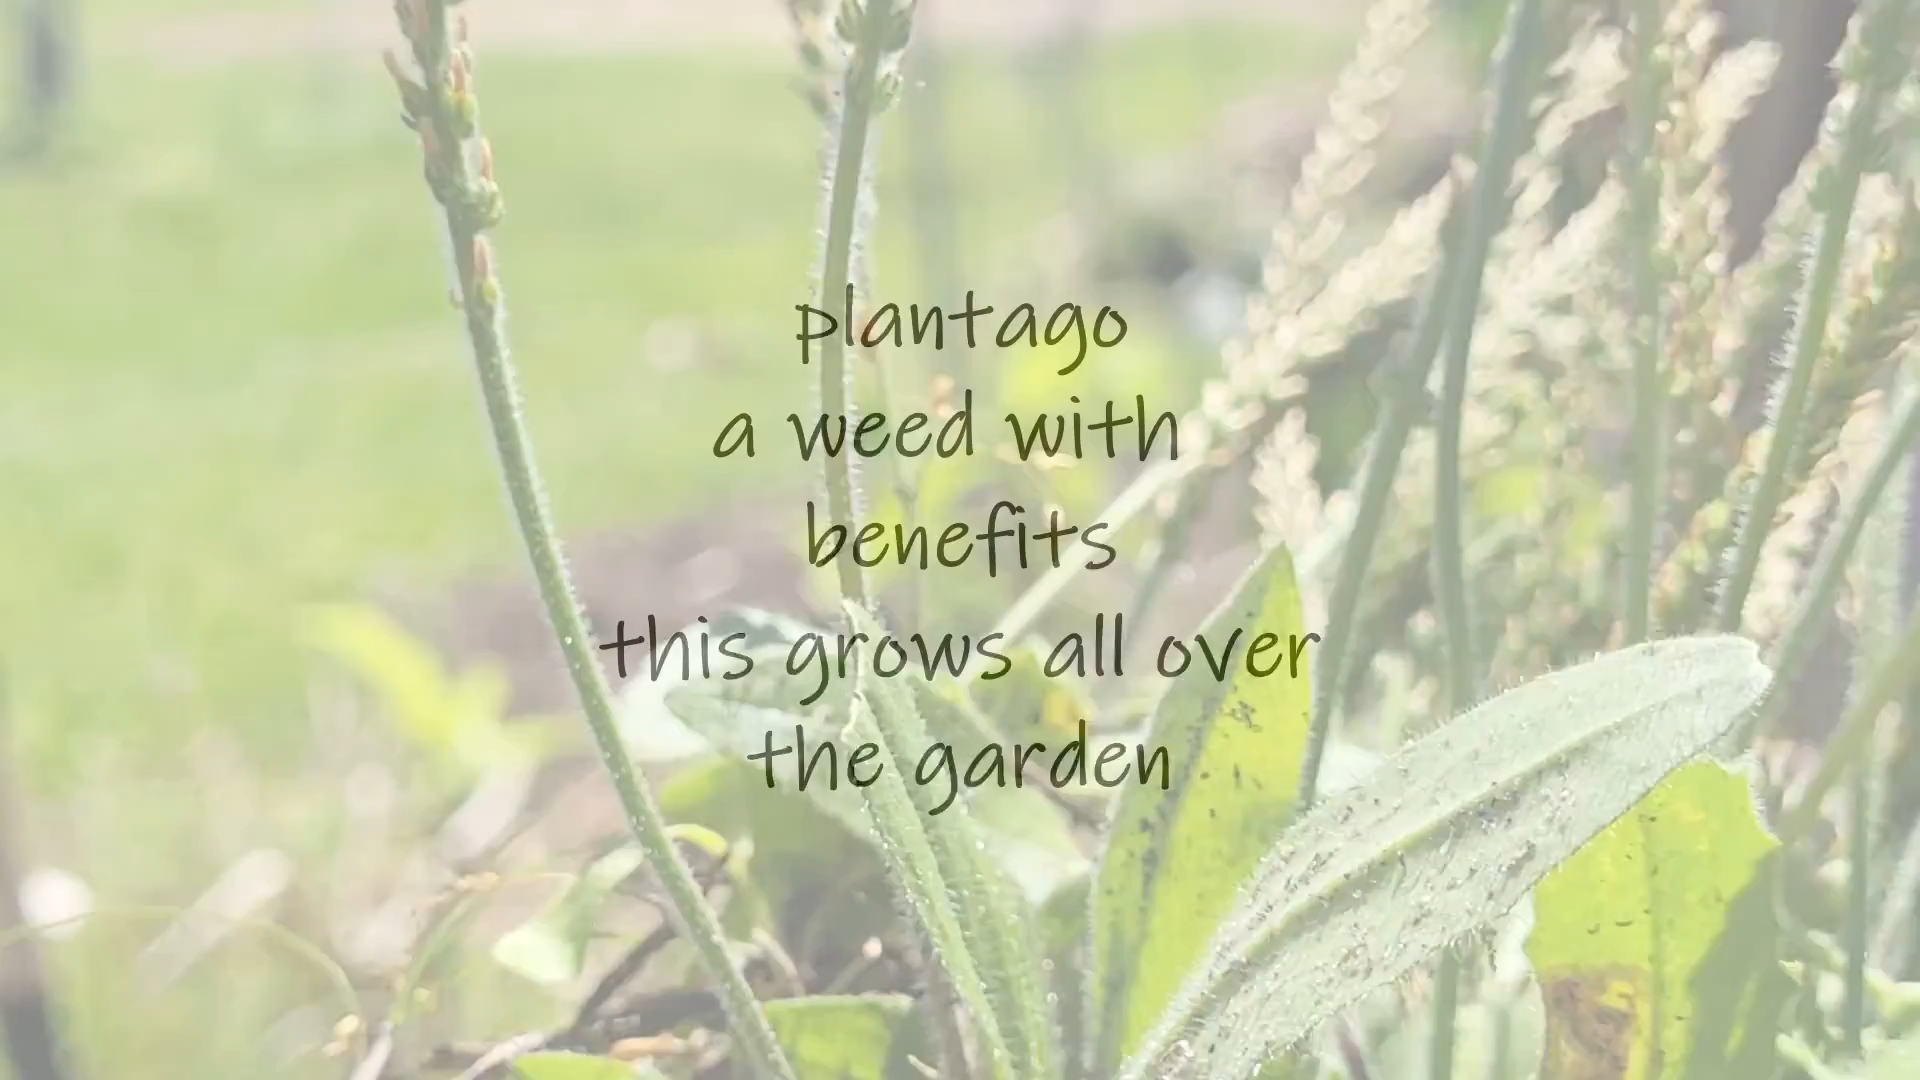 plantago
a weed with
benefits
this grows all over
the garden